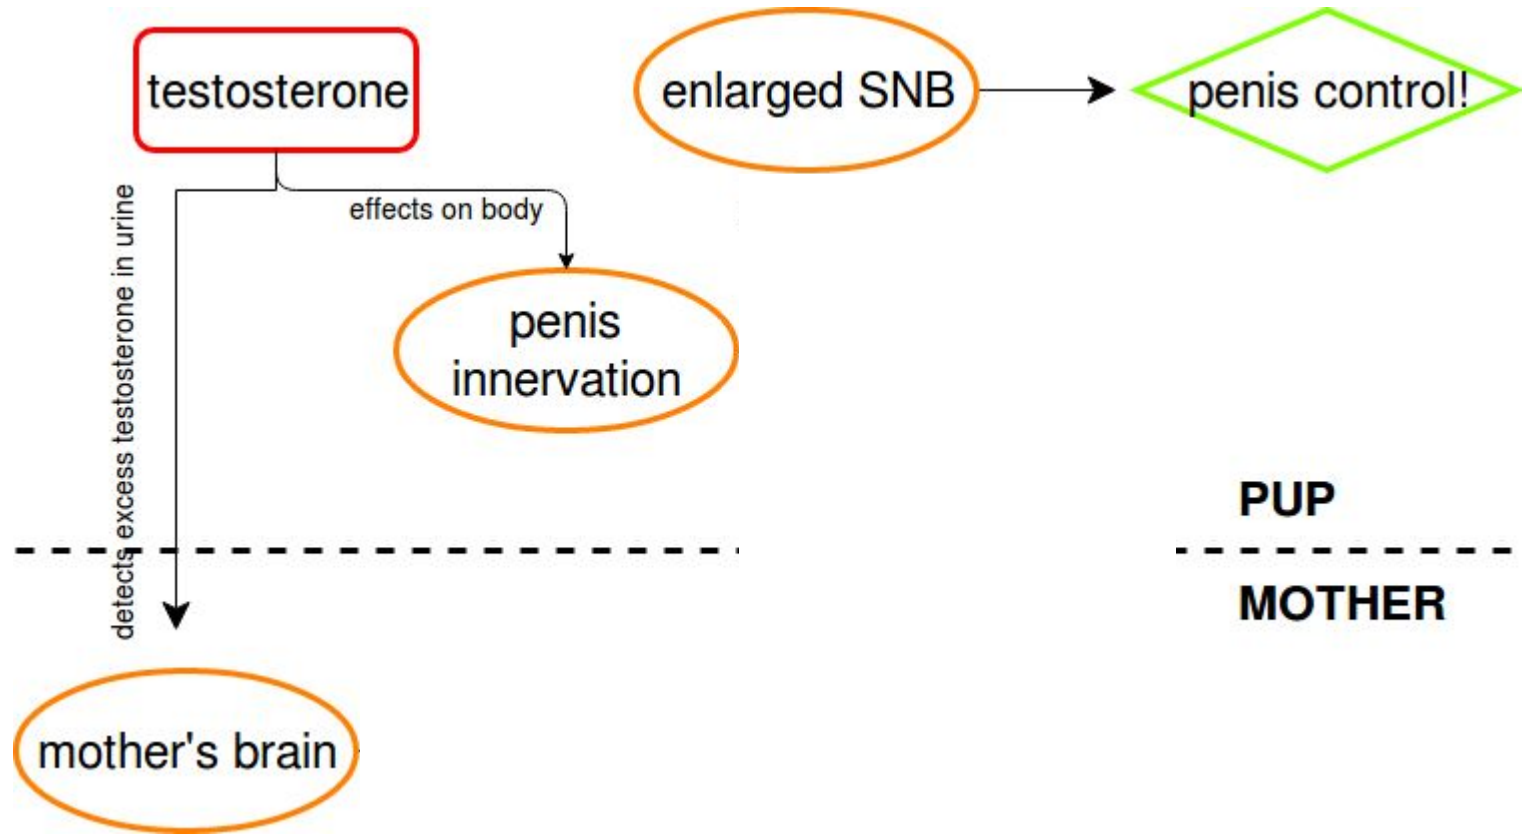 testosterone
enlarged SNB
penis control!
effects on body
detects excess testosterone in urine
penis
innervation
PUP
MOTHER
mother's brain